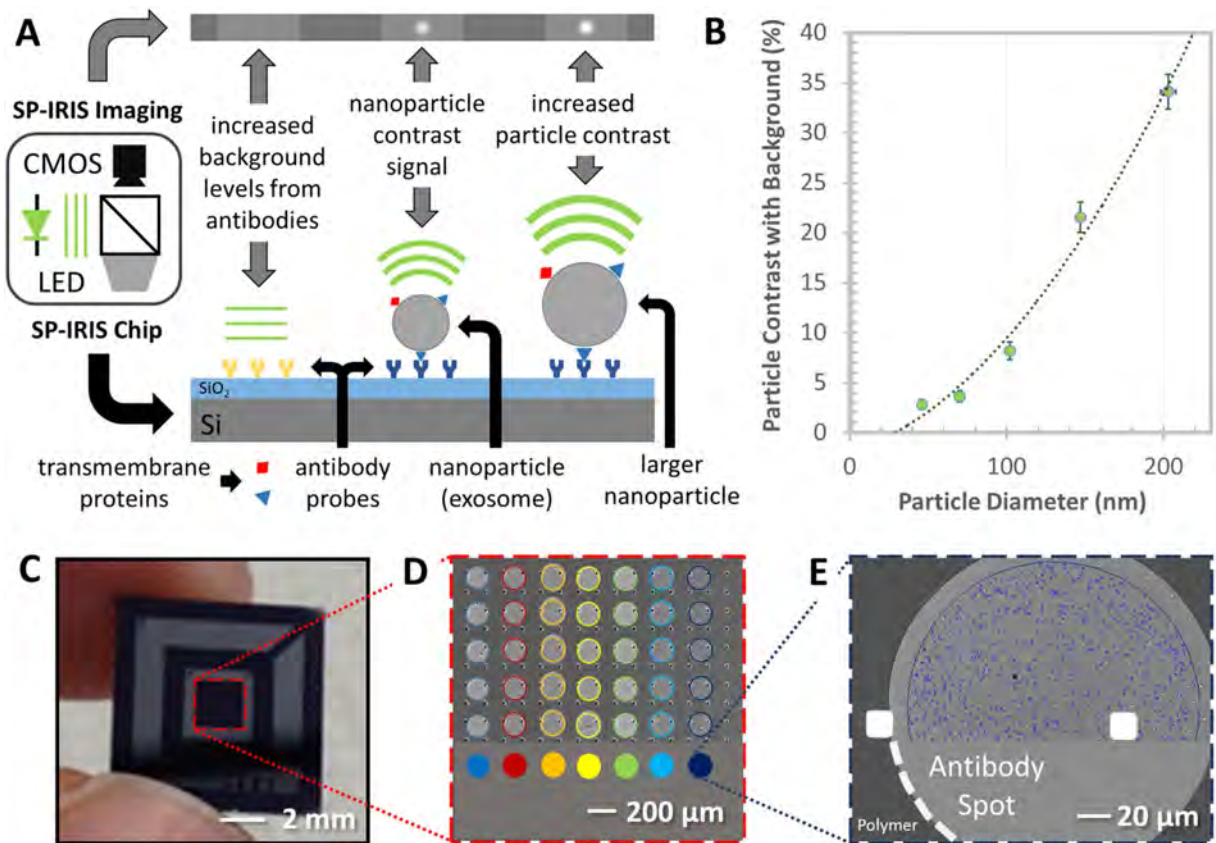 A
SP-IRIS Imaging
CMOS
LED
SP-IRIS Chip
increased
background
levels from
antibodies
nanoparticle
contrast
signal
increased
particle contrast
SiO₂
Si
transmembrane
proteins
antibody
probes
nanoparticle
(exosome)
larger
nanoparticle
B
Particle Contrast with Background (%)
40
35
30
25
20
15
10
5
0
0
100
200
Particle Diameter (nm)
C
2 mm
D
200 µm
E
Antibody
Spot
Polymer
20 µm